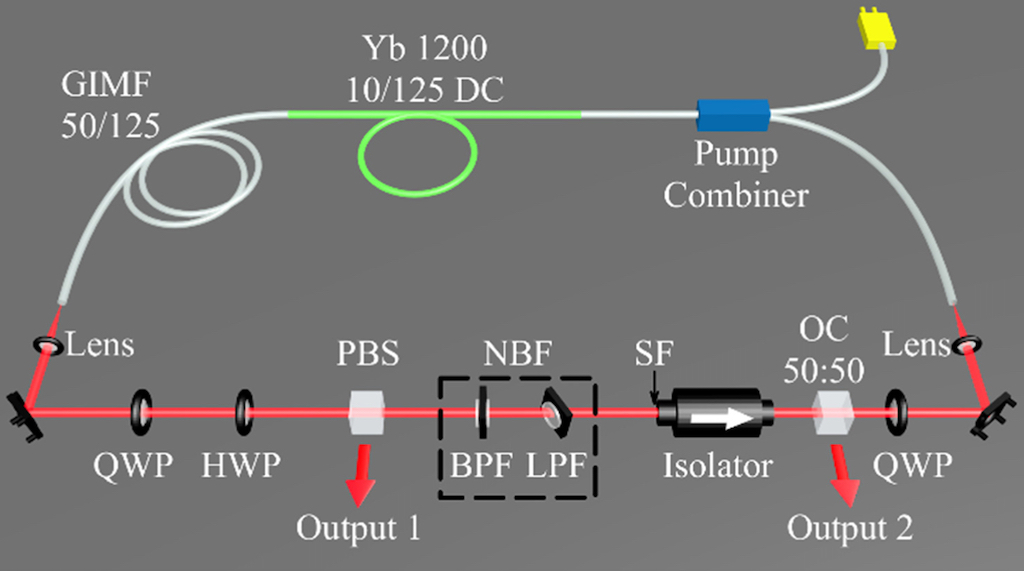 Yb 1200
10/125 DC
GIMF
50/125
Pump
Combiner
Lens
PBS
NBF
SF
OC
50:50
Lens
QWP
HWP
BPF
LPF
Isolator
QWP
Output 1
Output 2